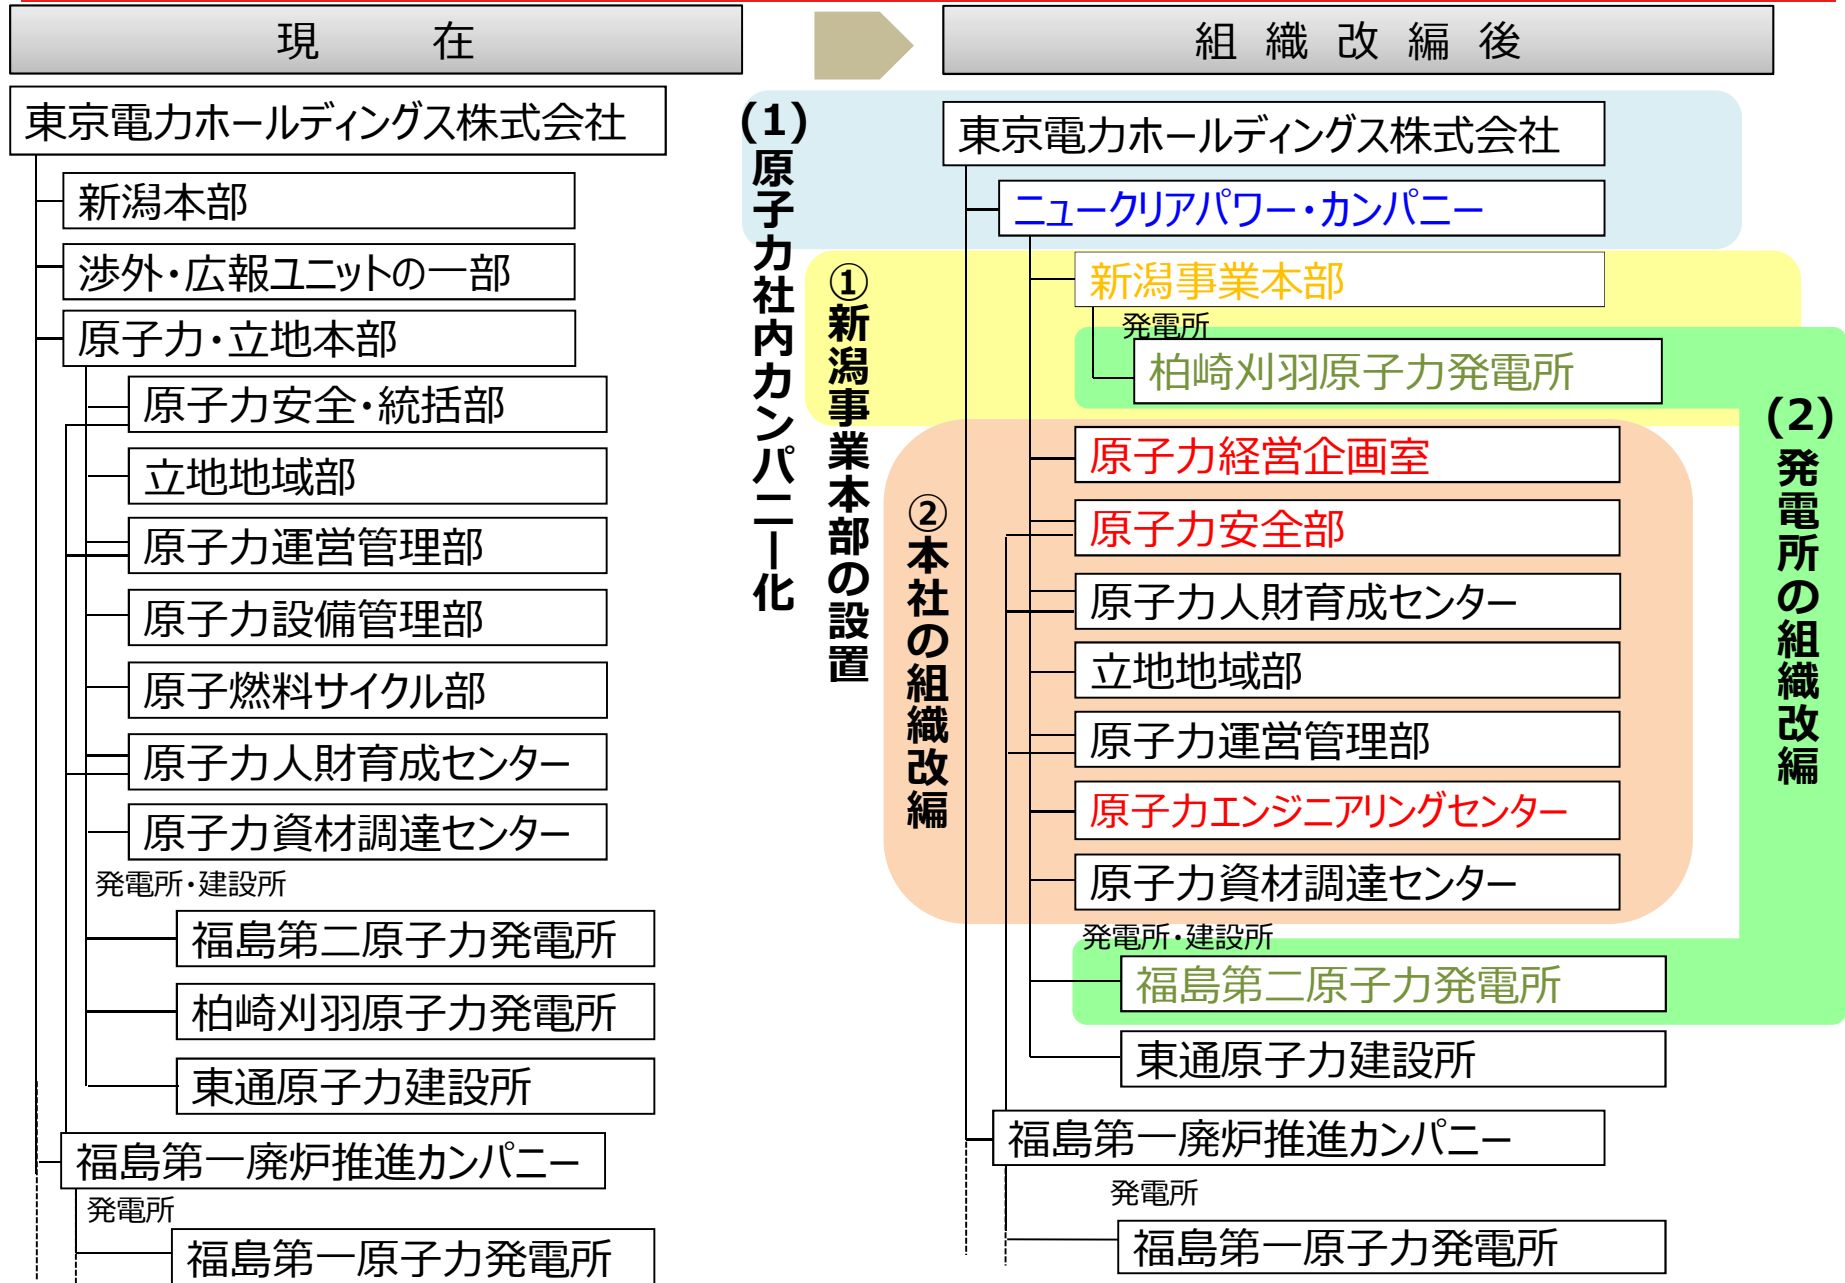 現　在
東京電力ホールディングス株式会社
新潟本部
渉外・広報ユニットの一部
原子力・立地本部
原子力安全・統括部
立地地域部
原子力運営管理部
原子力設備管理部
原子燃料サイクル部
原子力人財育成センター
原子力資材調達センター
発電所・建設所
福島第二原子力発電所
柏崎刈羽原子力発電所
東通原子力建設所
福島第一廃炉推進カンパニー
発電所
福島第一原子力発電所
組織改編後
(1)原子力社内カンパニー化
東京電力ホールディングス株式会社
ニュークリアパワー・カンパニー
①新潟事業本部の設置
新潟事業本部
発電所
柏崎刈羽原子力発電所
②本社の組織改編
原子力経営企画室
原子力安全部
原子力人財育成センター
立地地域部
原子力運営管理部
原子力エンジニアリングセンター
原子力資材調達センター
(2)発電所の組織改編
発電所・建設所
福島第二原子力発電所
東通原子力建設所
福島第一廃炉推進カンパニー
発電所
福島第一原子力発電所